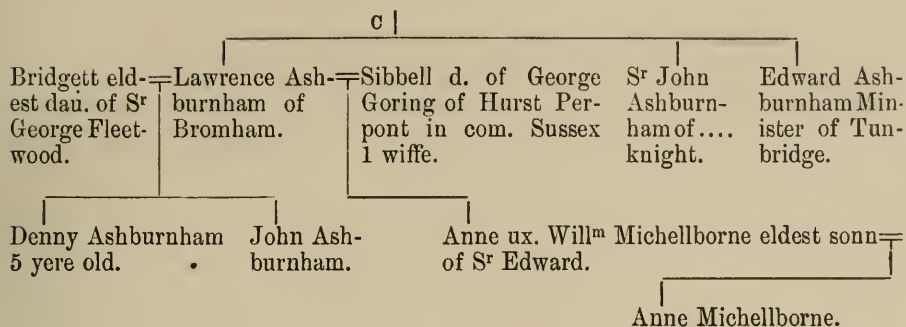 C
Bridgett eld-
est dau. of Sʳ
George Fleet-
wood.
Lawrence Ash-
burnham of
Bromham.
Sibbell d. of George
Goring of Hurst Per-
pont in com. Sussex
1 wiffe.
Sʳ John
Ashburn-
ham of....
knight.
Edward Ash-
burnham Min-
ister of Tun-
bridge.
Denny Ashburnham
5 yere old.
John Ash-
burnham.
Anne ux. Willᵐ Michellborne eldest sonn
of Sʳ Edward.
Anne Michellborne.